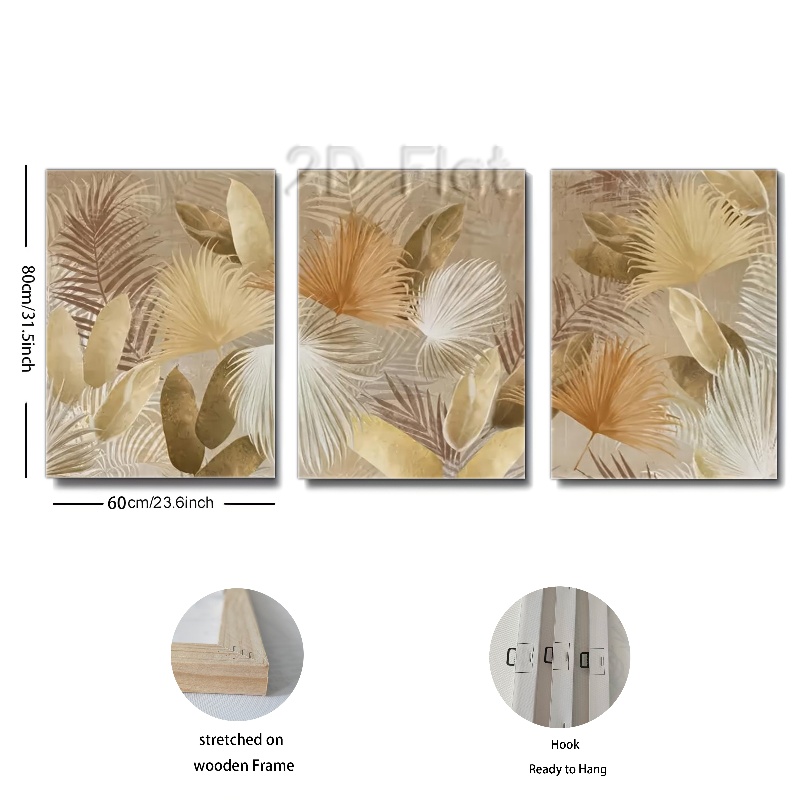 2D Flat
80cm/31.5inch
60cm/23.6inch
stretched on
wooden Frame
Hook
Ready to Hang